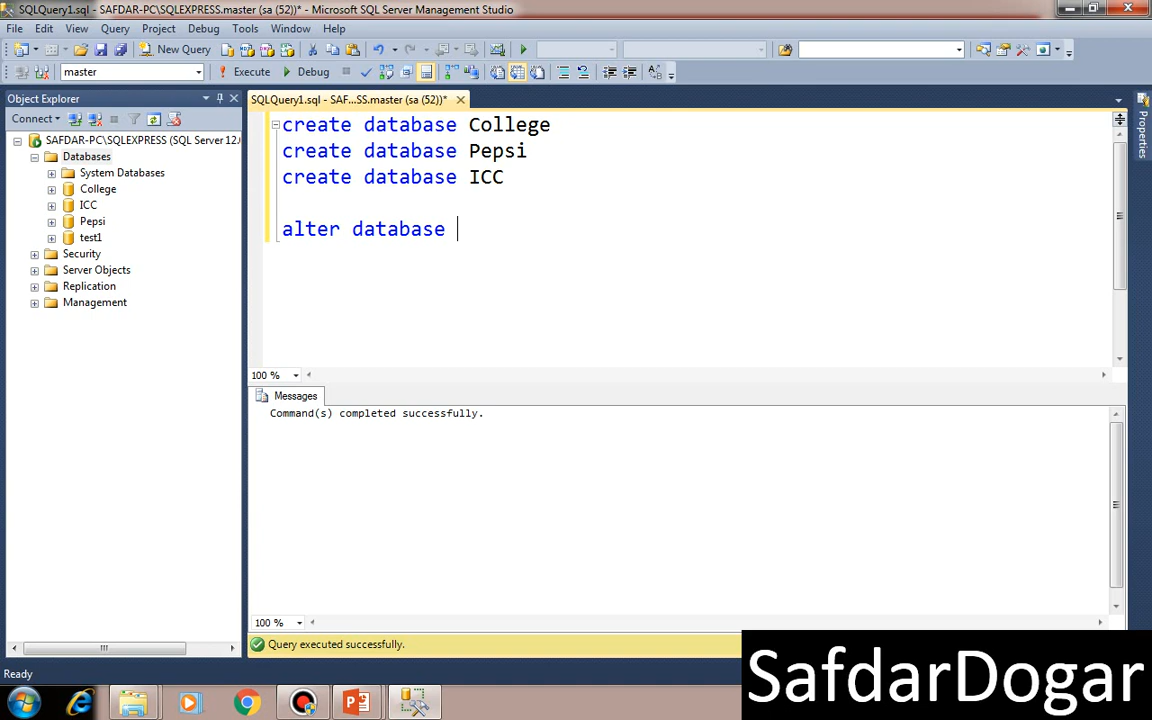 SQLQuery1.sql - SAFDAR-PC\SQLEXPRESS.master (sa (52))* - Microsoft SQL Server Management Studio
File Edit View Query Project Debug Tools Window Help
New Query
master Execute Debug
Object Explorer
Connect
SAFDAR-PC\SQLEXPRESS (SQL Server 12.0
Databases
System Databases
College
ICC
Pepsi
test1
Security
Server Objects
Replication
Management
SQLQuery1.sql - SAF...SS.master (sa (52))*
create database College
create database Pepsi
create database ICC
alter database
100 %
Messages
Command(s) completed successfully.
100 %
Query executed successfully.
Properties
Ready
SafdarDogar